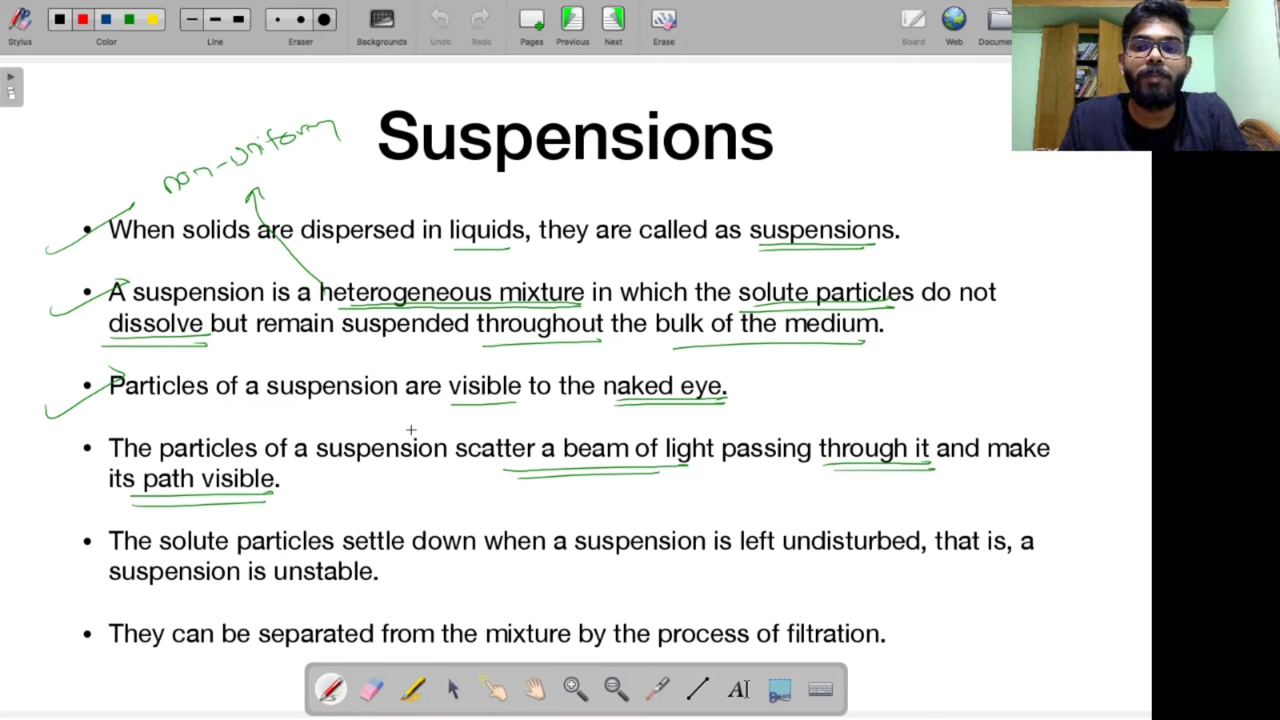 Stylus
Color
Line
Eraser
Backgrounds
Undo
Redo
Pages
Previous
Next
Erase
Board
Web
Docume
Suspensions
non-uniform
• When solids are dispersed in liquids, they are called as suspensions.
• A suspension is a heterogeneous mixture in which the solute particles do not
dissolve but remain suspended throughout the bulk of the medium.
• Particles of a suspension are visible to the naked eye.
• The particles of a suspension scatter a beam of light passing through it and make
its path visible.
• The solute particles settle down when a suspension is left undisturbed, that is, a
suspension is unstable.
• They can be separated from the mixture by the process of filtration.
AI